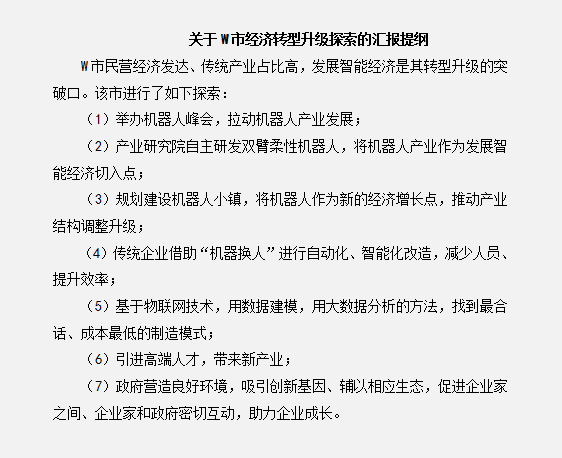 关于W市经济转型升级探索的汇报提纲
W市民营经济发达、传统产业占比高，发展智能经济是其转型升级的突
破口。该市进行了如下探索：
（1）举办机器人峰会，拉动机器人产业发展；
（2）产业研究院自主研发双臂柔性机器人，将机器人产业作为发展智
能经济切入点；
（3）规划建设机器人小镇，将机器人作为新的经济增长点，推动产业
结构调整升级；
（4）传统企业借助“机器换人”进行自动化、智能化改造，减少人员、
提升效率；
（5）基于物联网技术，用数据建模，用大数据分析的方法，找到最合
话、成本最低的制造模式；
（6）引进高端人才，带来新产业；
（7）政府营造良好环境，吸引创新基因、辅以相应生态，促进企业家
之间、企业家和政府密切互动，助力企业成长。